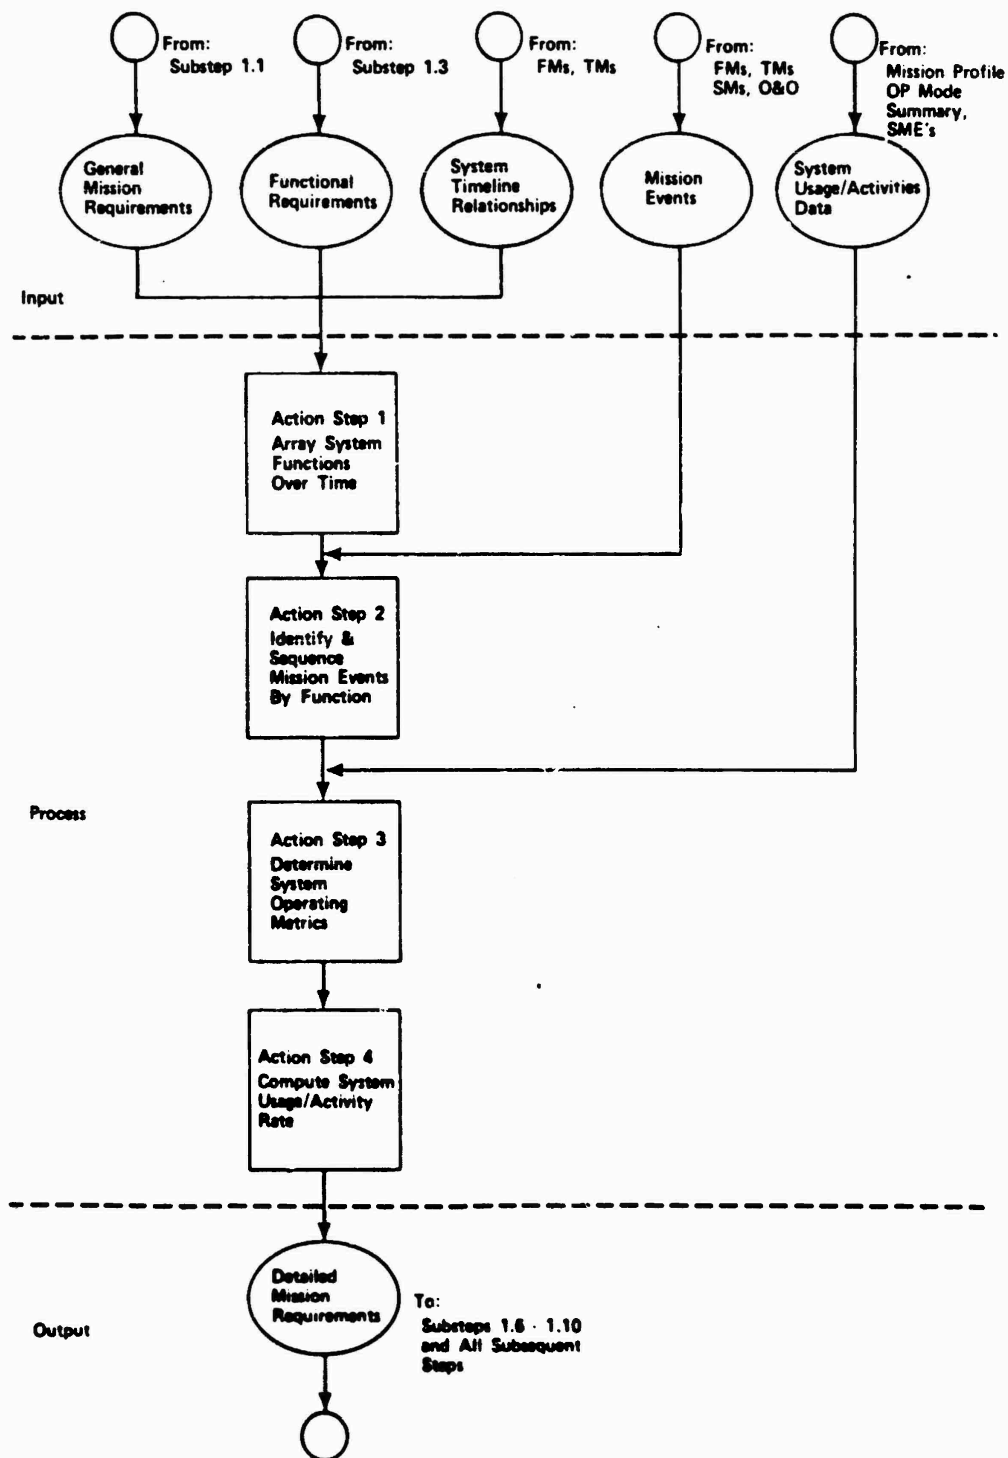 From:
Substep 1.1
From:
Substep 1.3
From:
FMs, TMs
From:
FMs, TMs
SMs, O&O
From:
Mission Profile
OP Mode
Summary,
SME's
General
Mission
Requirements
Functional
Requirements
System
Timeline
Relationships
Mission
Events
System
Usage/Activities
Data
Input
Action Step 1
Array System
Functions
Over Time
Action Step 2
Identify &
Sequence
Mission Events
By Function
Process
Action Step 3
Determine
System
Operating
Metrics
Action Step 4
Compute System
Usage/Activity
Rate
Detailed
Mission
Requirements
To:
Substeps 1.6 - 1.10
and All Subsequent
Steps
Output